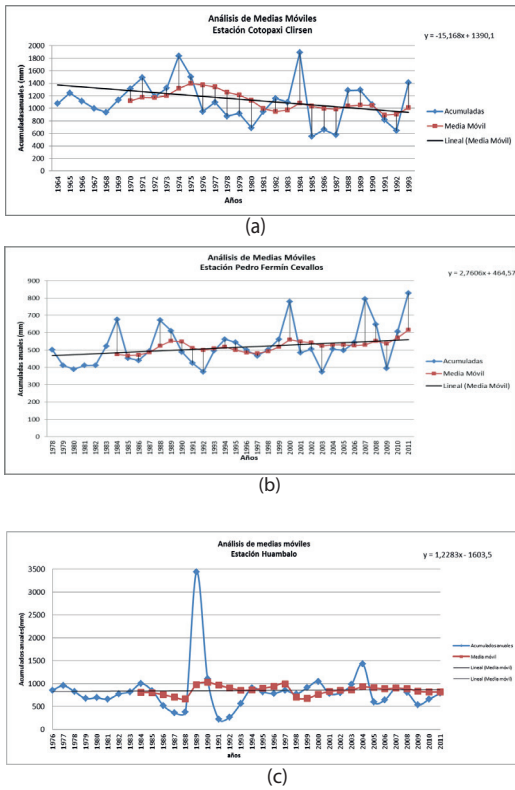 Análisis de Medias Móviles
Estación Cotopaxi Clirsen
y = -15,168x + 1390,1
Acumuladas anuales (mm)
2000
1800
1600
1400
1200
1000
800
600
400
200
0
1964 1965 1966 1967 1968 1969 1970 1971 1972 1973 1974 1975 1976 1977 1978 1979 1980 1981 1982 1983 1984 1985 1986 1987 1988 1989 1990 1991 1992 1993
Años
Acumuladas
Media Móvil
Lineal (Media Móvil)
(a)
Análisis de Medias Móviles
Estación Pedro Fermín Cevallos
y = 2,7606x + 464,57
Acumulados anuales (mm)
900
800
700
600
500
400
300
200
100
0
1978 1979 1980 1981 1982 1983 1984 1985 1986 1987 1988 1989 1990 1991 1992 1993 1994 1995 1996 1997 1998 1999 2000 2001 2002 2003 2004 2005 2006 2007 2008 2009 2010 2011
Años
Acumuladas
Media Móvil
Lineal (Media Móvil)
(b)
Análisis de medias móviles
Estación Huambalo
y = 1,2283x - 1603,5
Acumulados anuales(mm)
3500
3000
2500
2000
1500
1000
500
0
1976 1977 1978 1979 1980 1981 1982 1983 1984 1985 1986 1987 1988 1989 1990 1991 1992 1993 1994 1995 1996 1997 1998 1999 2000 2001 2002 2003 2004 2005 2006 2007 2008 2009 2010 2011
años
Acumulados anuales
Media móvil
Lineal (Media móvil)
Lineal (Media móvil)
(c)